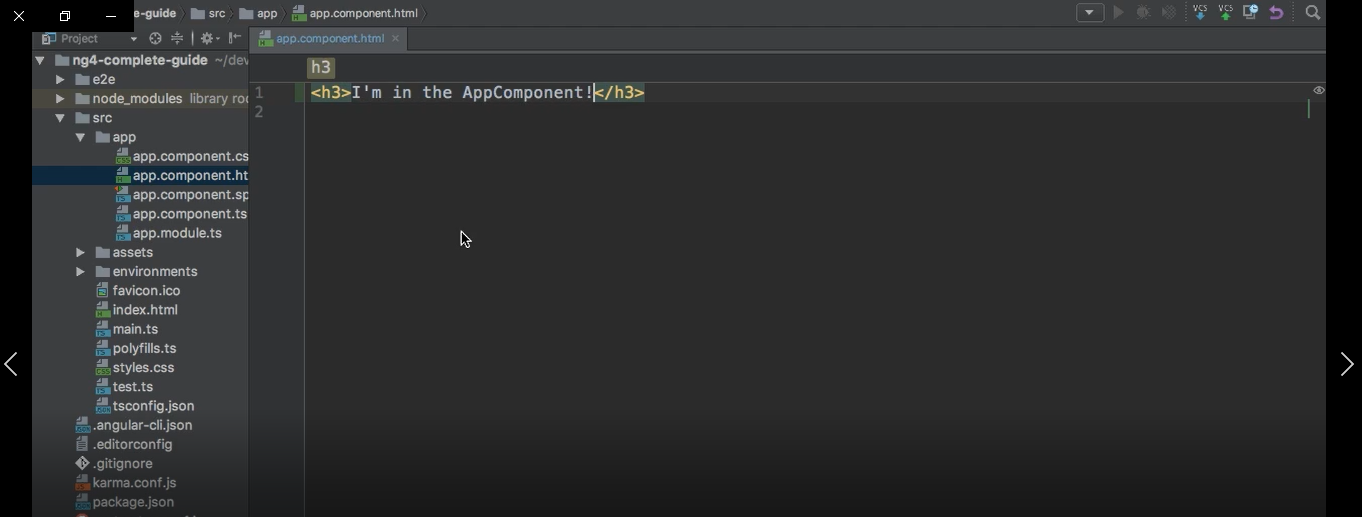 e-guide src app app.component.html
VCS VCS
Project
app.component.html
ng4-complete-guide ~/dev
h3
e2e
node_modules library roo
1 <h3>I'm in the AppComponent!</h3>
2
src
app
app.component.cs
app.component.ht
app.component.sp
app.component.ts
app.module.ts
assets
environments
favicon.ico
index.html
main.ts
polyfills.ts
styles.css
test.ts
tsconfig.json
.angular-cli.json
.editorconfig
.gitignore
karma.conf.js
package.json